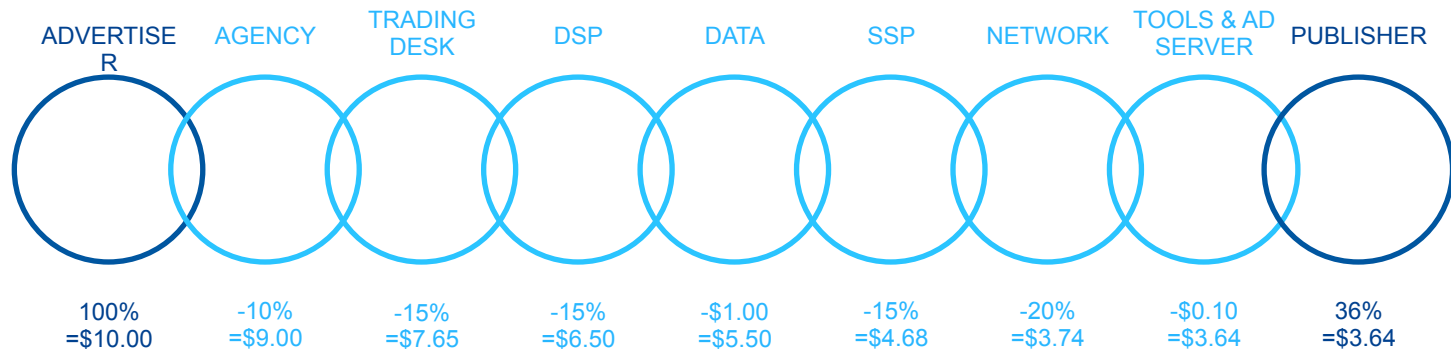 ADVERTISE
R
AGENCY
TRADING
DESK
DSP
DATA
SSP
NETWORK
TOOLS & AD
SERVER
PUBLISHER
100%
=$10.00
-10%
=$9.00
-15%
=$7.65
-15%
=$6.50
-$1.00
=$5.50
-15%
=$4.68
-20%
=$3.74
-$0.10
=$3.64
36%
=$3.64